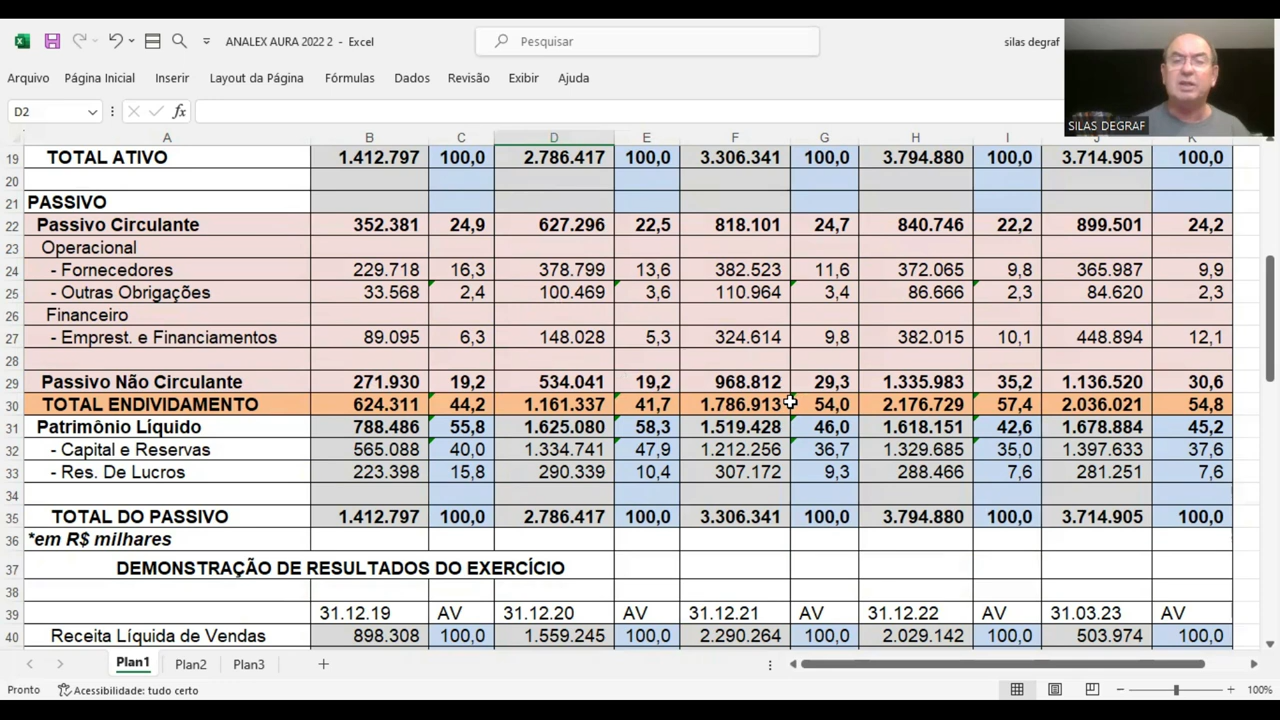 ANALEX AURA 2022 2 - Excel
Pesquisar
silas degraf
Arquivo Página Inicial Inserir Layout da Página Fórmulas Dados Revisão Exibir Ajuda
SILAS DEGRAF
D2 fx
A B C D E F G H I J K
19 TOTAL ATIVO 1.412.797 100,0 2.786.417 100,0 3.306.341 100,0 3.794.880 100,0 3.714.905 100,0
20
21 PASSIVO
22 Passivo Circulante 352.381 24,9 627.296 22,5 818.101 24,7 840.746 22,2 899.501 24,2
23 Operacional
24 - Fornecedores 229.718 16,3 378.799 13,6 382.523 11,6 372.065 9,8 365.987 9,9
25 - Outras Obrigações 33.568 2,4 100.469 3,6 110.964 3,4 86.666 2,3 84.620 2,3
26 Financeiro
27 - Emprest. e Financiamentos 89.095 6,3 148.028 5,3 324.614 9,8 382.015 10,1 448.894 12,1
28
29 Passivo Não Circulante 271.930 19,2 534.041 19,2 968.812 29,3 1.335.983 35,2 1.136.520 30,6
30 TOTAL ENDIVIDAMENTO 624.311 44,2 1.161.337 41,7 1.786.913 54,0 2.176.729 57,4 2.036.021 54,8
31 Patrimônio Líquido 788.486 55,8 1.625.080 58,3 1.519.428 46,0 1.618.151 42,6 1.678.884 45,2
32 - Capital e Reservas 565.088 40,0 1.334.741 47,9 1.212.256 36,7 1.329.685 35,0 1.397.633 37,6
33 - Res. De Lucros 223.398 15,8 290.339 10,4 307.172 9,3 288.466 7,6 281.251 7,6
34
35 TOTAL DO PASSIVO 1.412.797 100,0 2.786.417 100,0 3.306.341 100,0 3.794.880 100,0 3.714.905 100,0
36 *em R$ milhares
37 DEMONSTRAÇÃO DE RESULTADOS DO EXERCÍCIO
38
39 31.12.19 AV 31.12.20 AV 31.12.21 AV 31.12.22 AV 31.03.23 AV
40 Receita Líquida de Vendas 898.308 100,0 1.559.245 100,0 2.290.264 100,0 2.029.142 100,0 503.974 100,0
Plan1 Plan2 Plan3
Pronto Acessibilidade: tudo certo 100%